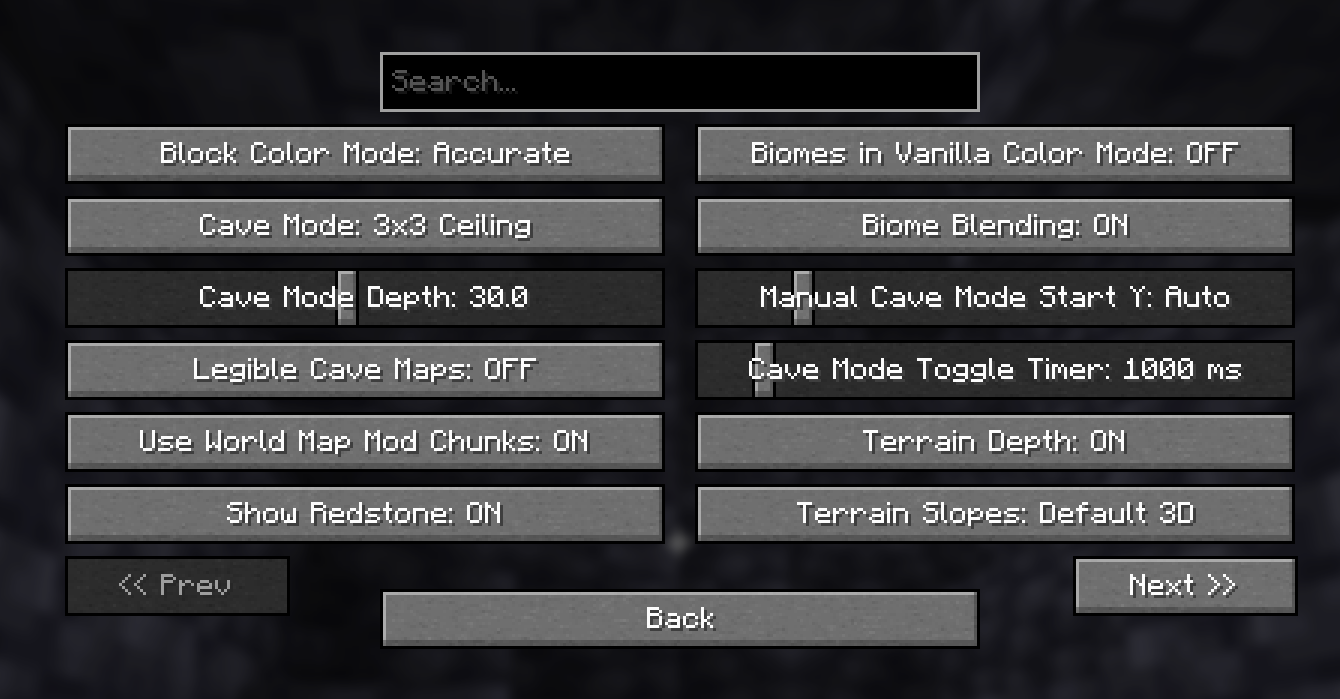 Search...
Block Color Mode: Accurate
Biomes in Vanilla Color Mode: OFF
Cave Mode: 3x3 Ceiling
Biome Blending: ON
Cave Mode Depth: 30.0
Manual Cave Mode Start Y: Auto
Legible Cave Maps: OFF
Cave Mode Toggle Timer: 1000 ms
Use World Map Mod Chunks: ON
Terrain Depth: ON
Show Redstone: ON
Terrain Slopes: Default 3D
<< Prev
Next >>
Back